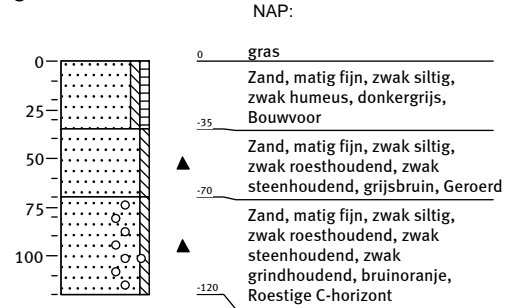 NAP:
0
0 gras
Zand, matig fijn, zwak siltig,
zwak humeus, donkergrijs,
Bouwvoor
25
-35
Zand, matig fijn, zwak siltig,
zwak roesthoudend, zwak
steenhoudend, grijsbruin, Geroerd
50
-70
75
Zand, matig fijn, zwak siltig,
zwak roesthoudend, zwak
steenhoudend, zwak
grindhoudend, bruinoranje,
Roestige C-horizont
100
-120